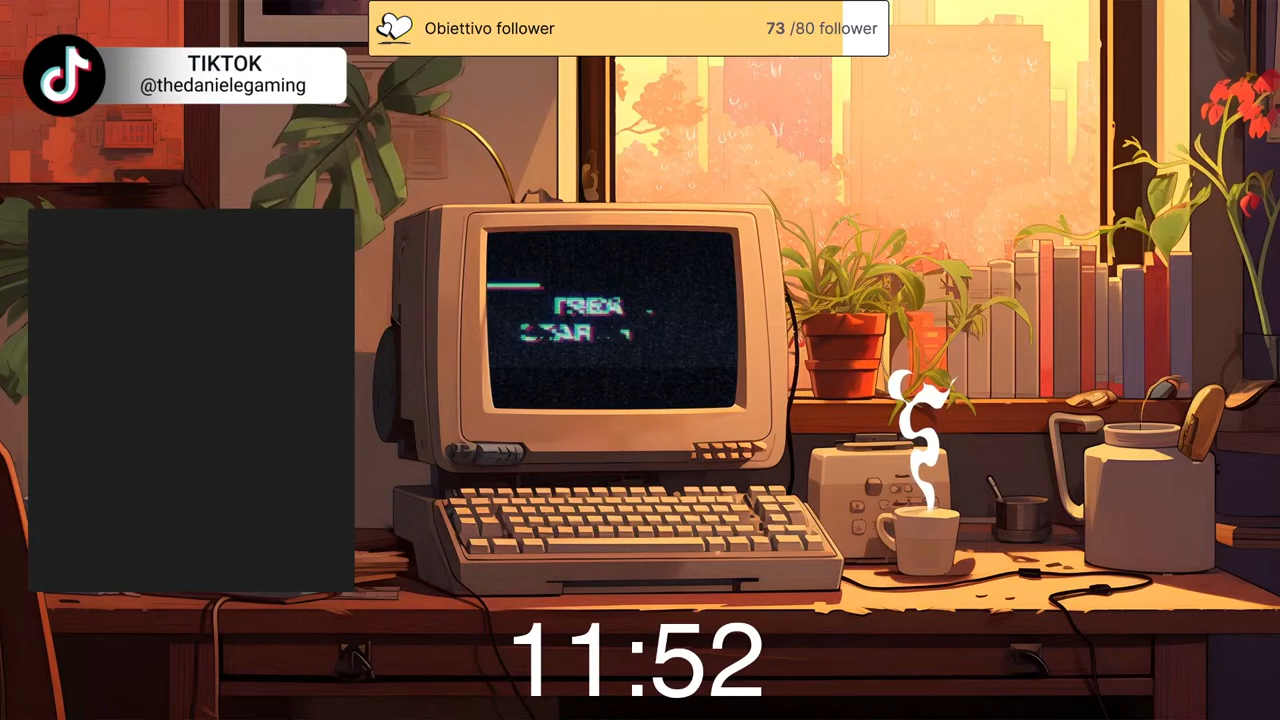 Obiettivo follower
73 /80 follower
TIKTOK
@thedanielegaming
11:52